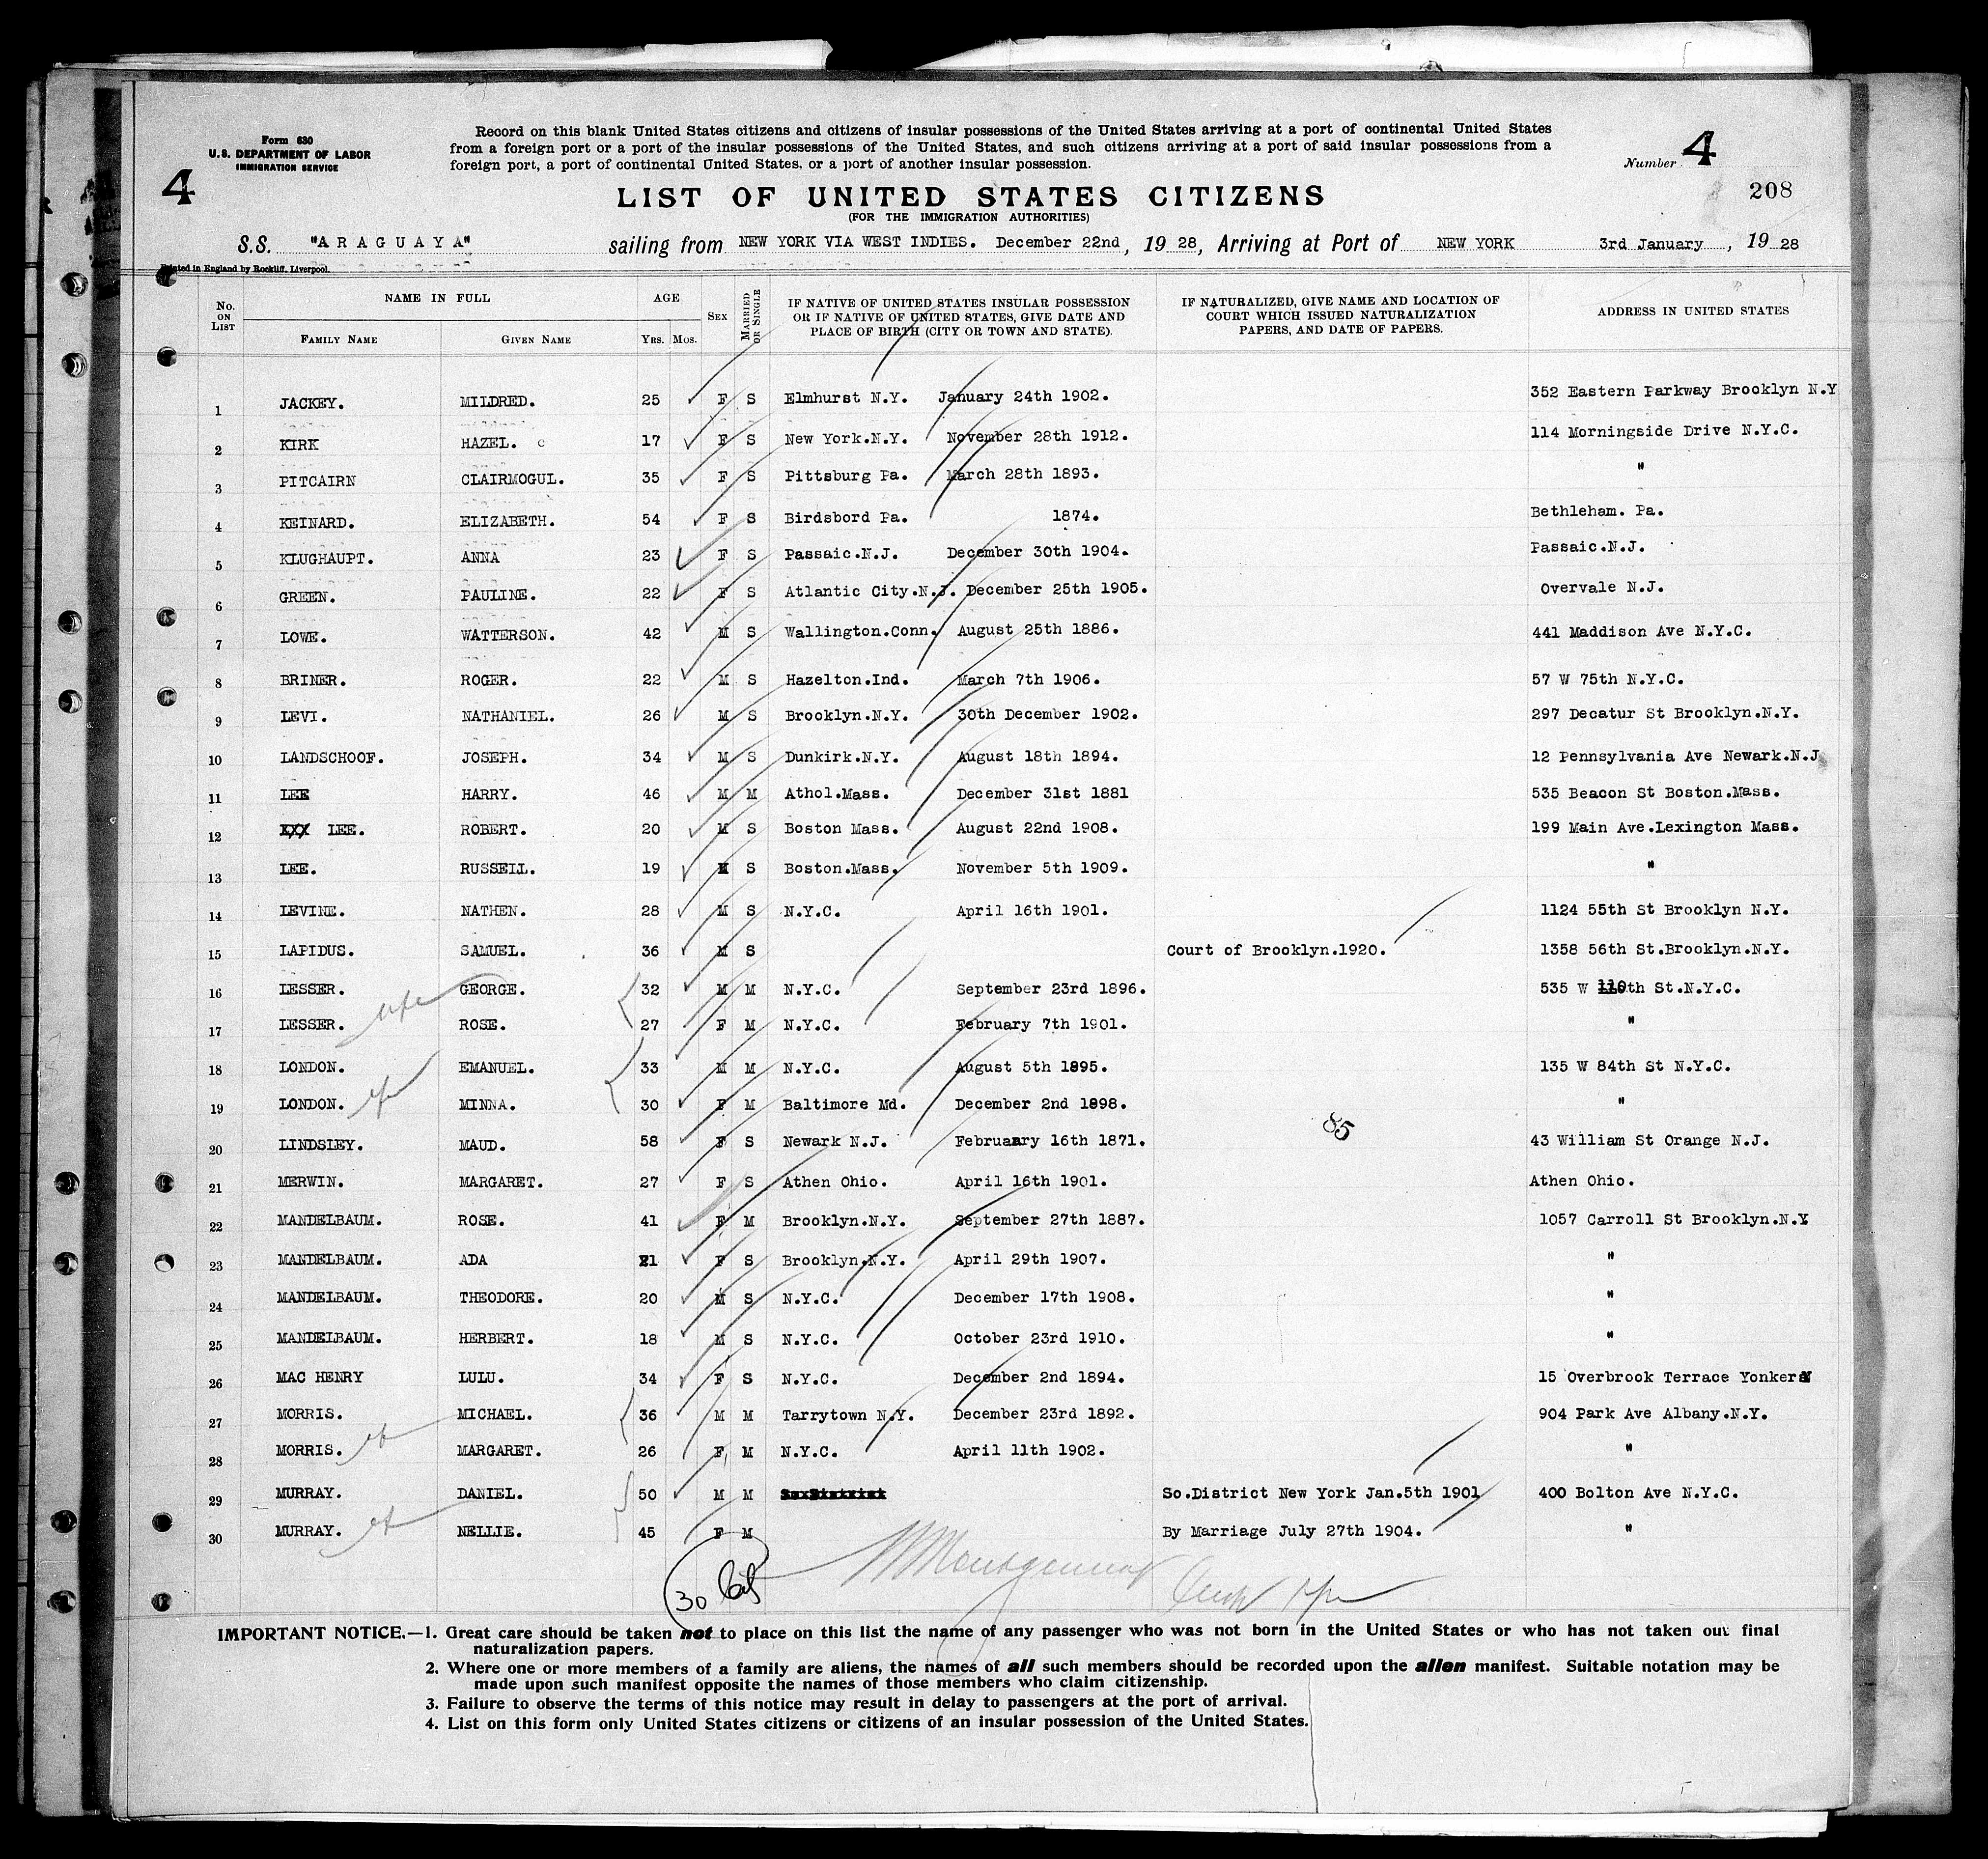 Form 630
U.S. DEPARTMENT OF LABOR
IMMIGRATION SERVICE
4
Record on this blank United States citizens and citizens of insular possessions of the United States arriving at a port of continental United States
from a foreign port or a port of the insular possessions of the United States, and such citizens arriving at a port of said insular possessions from a
foreign port, a port of continental United States, or a port of another insular possession.
Number 4
208
LIST OF UNITED STATES CITIZENS
(FOR THE IMMIGRATION AUTHORITIES)
S.S. "ARAGUAYA" sailing from NEW YORK VIA WEST INDIES. December 22nd, 1928, Arriving at Port of NEW YORK 3rd January, 1928
Printed in England by Rockliff, Liverpool.
No. ON LIST
NAME IN FULL
FAMILY NAME
GIVEN NAME
AGE
YRS. MOS.
SEX
MARRIED OR SINGLE
IF NATIVE OF UNITED STATES INSULAR POSSESSION
OR IF NATIVE OF UNITED STATES, GIVE DATE AND
PLACE OF BIRTH (CITY OR TOWN AND STATE).
IF NATURALIZED, GIVE NAME AND LOCATION OF
COURT WHICH ISSUED NATURALIZATION
PAPERS, AND DATE OF PAPERS.
ADDRESS IN UNITED STATES
1 JACKEY. MILDRED. 25 F S Elmhurst N.Y. January 24th 1902. 352 Eastern Parkway Brooklyn N.Y
2 KIRK HAZEL. c 17 F S New York.N.Y. November 28th 1912. 114 Morningside Drive N.Y.C.
3 PITCAIRN CLAIRMOGUL. 35 F S Pittsburg Pa. March 28th 1893. "
4 KEINARD. ELIZABETH. 54 F S Birdsbord Pa. 1874. Bethleham. Pa.
5 KLUGHAUPT. ANNA 23 F S Passaic.N.J. December 30th 1904. Passaic.N.J.
6 GREEN. PAULINE. 22 F S Atlantic City.N.J. December 25th 1905. Overvale N.J.
7 LOWE. WATTERSON. 42 M S Wallington.Conn. August 25th 1886. 441 Maddison Ave N.Y.C.
8 BRINER. ROGER. 22 M S Hazelton.Ind. March 7th 1906. 57 W 75th N.Y.C.
9 LEVI. NATHANIEL. 26 M S Brooklyn.N.Y. 30th December 1902. 297 Decatur St Brooklyn.N.Y.
10 LANDSCHOOF. JOSEPH. 34 M S Dunkirk.N.Y. August 18th 1894. 12 Pennsylvania Ave Newark.N.J
11 LEE HARRY. 46 M M Athol.Mass. December 31st 1881 535 Beacon St Boston.Mass.
12 LEE. ROBERT. 20 M S Boston Mass. August 22nd 1908. 199 Main Ave.Lexington Mass.
13 LEE. RUSSELL. 19 M S Boston.Mass. November 5th 1909. "
14 LEVINE. NATHEN. 28 M S N.Y.C. April 16th 1901. 1124 55th St Brooklyn N.Y.
15 LAPIDUS. SAMUEL. 36 M S Court of Brooklyn.1920. 1358 56th St.Brooklyn.N.Y.
16 LESSER. GEORGE. 32 M M N.Y.C. September 23rd 1896. 535 W 110th St.N.Y.C.
17 LESSER. ROSE. 27 F M N.Y.C. February 7th 1901. "
18 LONDON. EMANUEL. 33 M M N.Y.C. August 5th 1895. 135 W 84th St N.Y.C.
19 LONDON. MINNA. 30 F M Baltimore Md. December 2nd 1898. "
85
20 LINDSLEY. MAUD. 58 F S Newark N.J. Februaary 16th 1871. 43 William St Orange N.J.
21 MERWIN. MARGARET. 27 F S Athen Ohio. April 16th 1901. Athen Ohio.
22 MANDELBAUM. ROSE. 41 F M Brooklyn.N.Y. September 27th 1887. 1057 Carroll St Brooklyn.N.Y
23 MANDELBAUM. ADA 21 F S Brooklyn.N.Y. April 29th 1907. "
24 MANDELBAUM. THEODORE. 20 M S N.Y.C. December 17th 1908. "
25 MANDELBAUM. HERBERT. 18 M S N.Y.C. October 23rd 1910. "
26 MAC HENRY LULU. 34 F S N.Y.C. December 2nd 1894. 15 Overbrook Terrace Yonkers
27 MORRIS. MICHAEL. 36 M M Tarrytown N.Y. December 23rd 1892. 904 Park Ave Albany.N.Y.
28 MORRIS. MARGARET. 26 F M N.Y.C. April 11th 1902. "
29 MURRAY. DANIEL. 50 M M So.District New York Jan.5th 1901 400 Bolton Ave N.Y.C.
30 MURRAY. NELLIE. 45 F M By Marriage July 27th 1904. "
30
IMPORTANT NOTICE.—1. Great care should be taken not to place on this list the name of any passenger who was not born in the United States or who has not taken out final
naturalization papers.
2. Where one or more members of a family are aliens, the names of all such members should be recorded upon the alien manifest. Suitable notation may be
made upon such manifest opposite the names of those members who claim citizenship.
3. Failure to observe the terms of this notice may result in delay to passengers at the port of arrival.
4. List on this form only United States citizens or citizens of an insular possession of the United States.